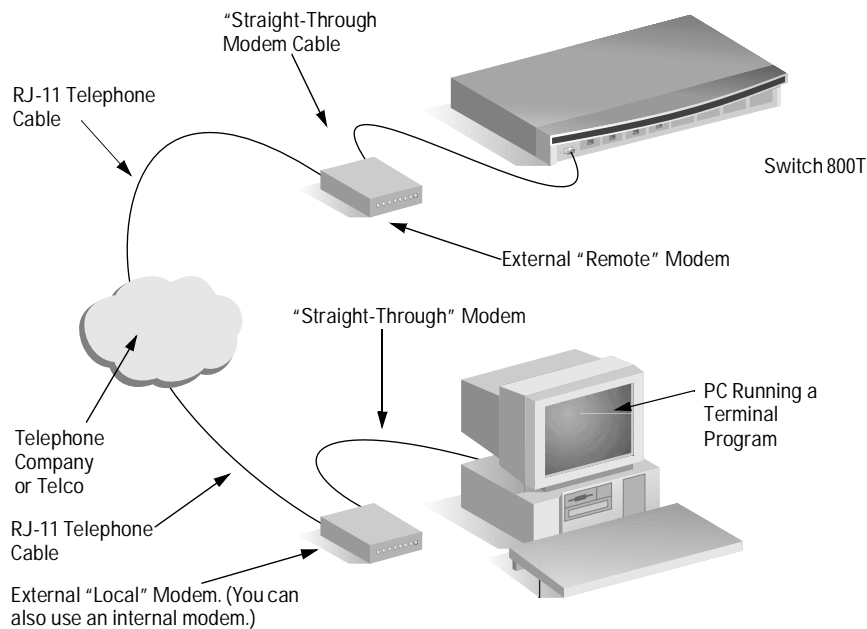 “Straight-Through
Modem Cable
RJ-11 Telephone
Cable
Switch 800T
External “Remote” Modem
“Straight-Through” Modem
PC Running a
Terminal
Program
Telephone
Company
or Telco
RJ-11 Telephone
Cable
External “Local” Modem. (You can
also use an internal modem.)